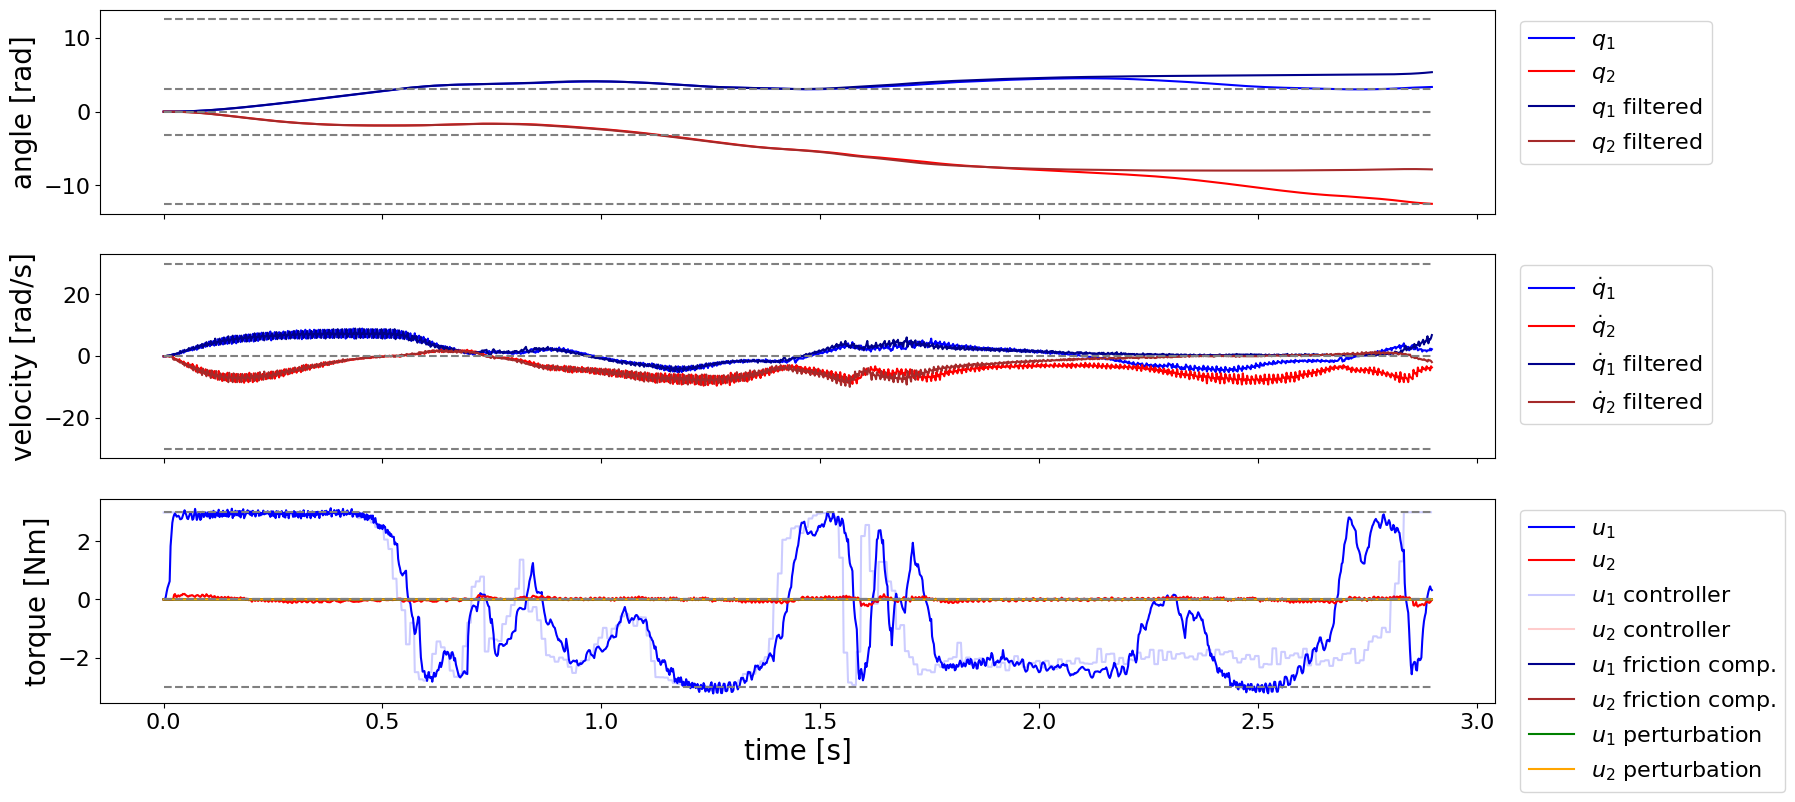 angle [rad]
10
0
−10
q₁
q₂
q₁ filtered
q₂ filtered
velocity [rad/s]
20
0
−20
q̇₁
q̇₂
q̇₁ filtered
q̇₂ filtered
torque [Nm]
2
0
−2
0.0 0.5 1.0 1.5 2.0 2.5 3.0
time [s]
u₁
u₂
u₁ controller
u₂ controller
u₁ friction comp.
u₂ friction comp.
u₁ perturbation
u₂ perturbation